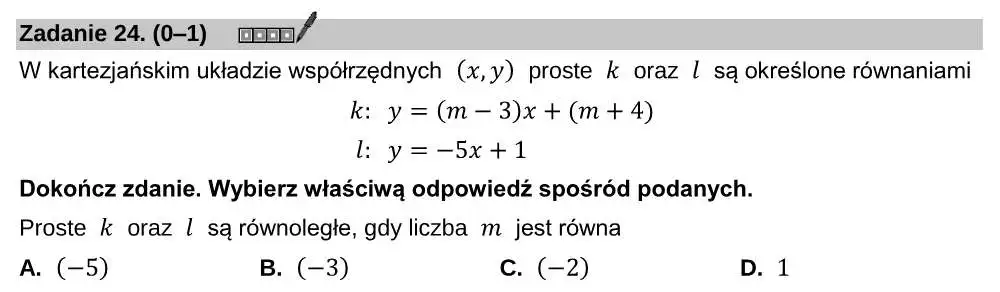 Zadanie 24. (0–1)
W kartezjańskim układzie współrzędnych (x, y) proste k oraz l są określone równaniami
k: y = (m − 3)x + (m + 4)
l: y = −5x + 1
Dokończ zdanie. Wybierz właściwą odpowiedź spośród podanych.
Proste k oraz l są równoległe, gdy liczba m jest równa
A. (−5) B. (−3) C. (−2) D. 1